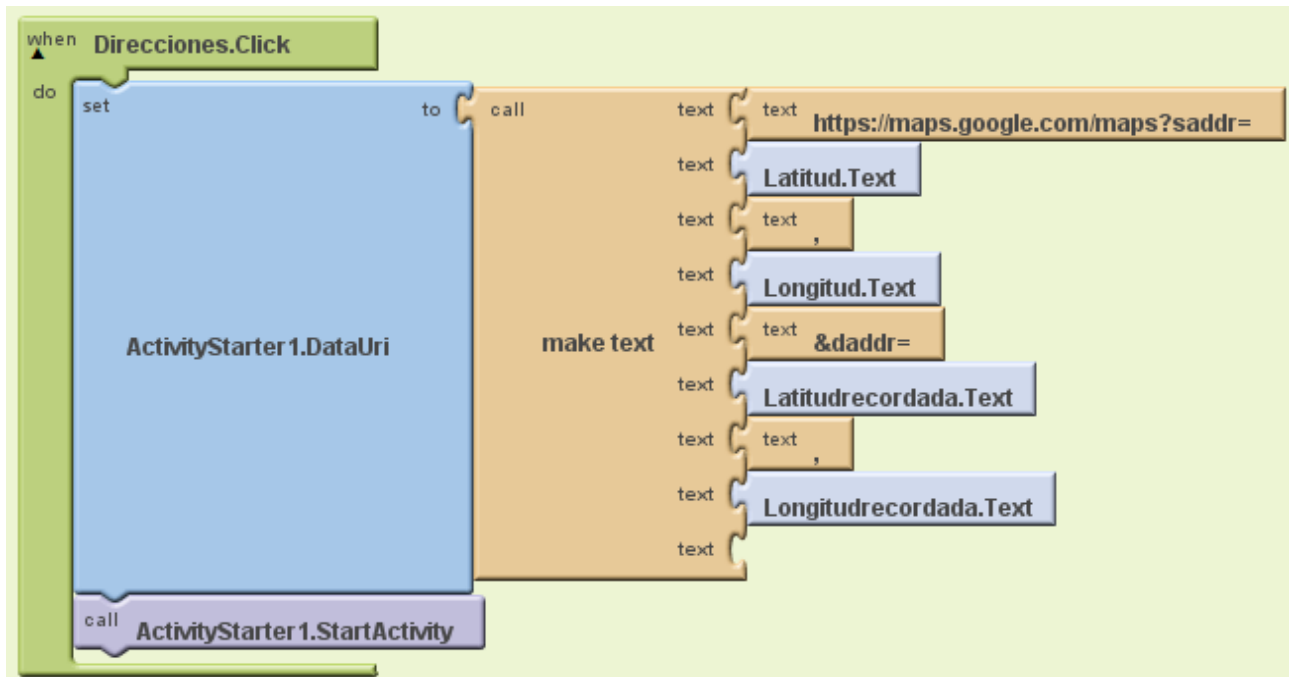 when Direcciones.Click
do
set to call text text https://maps.google.com/maps?saddr=
text Latitud.Text
text text ,
text Longitud.Text
ActivityStarter1.DataUri make text text text &daddr=
text Latitudrecordada.Text
text text ,
text Longitudrecordada.Text
text
call ActivityStarter1.StartActivity